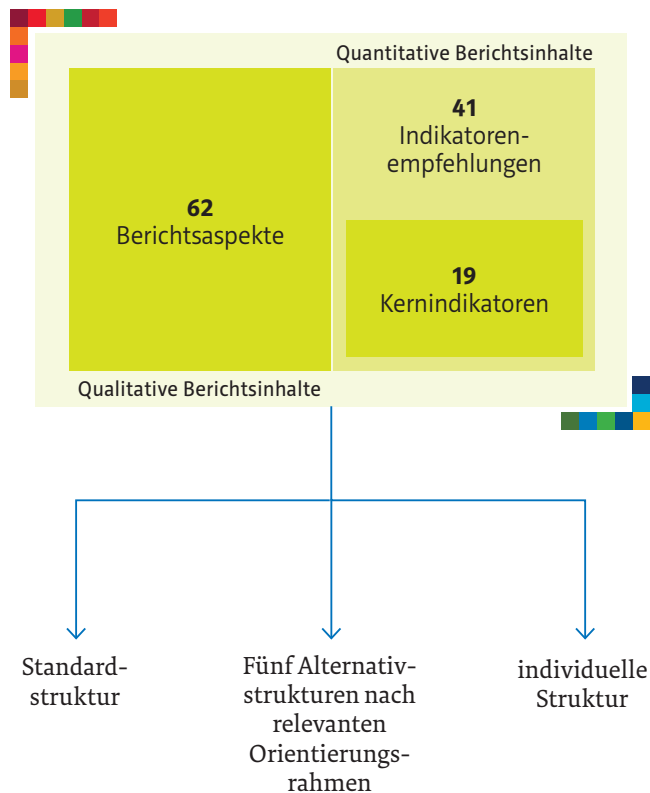 Quantitative Berichtsinhalte
62
Berichtsaspekte
41
Indikatoren-
empfehlungen
19
Kernindikatoren
Qualitative Berichtsinhalte
Standard-
struktur
Fünf Alternativ-
strukturen nach
relevanten
Orientierungs-
rahmen
individuelle
Struktur